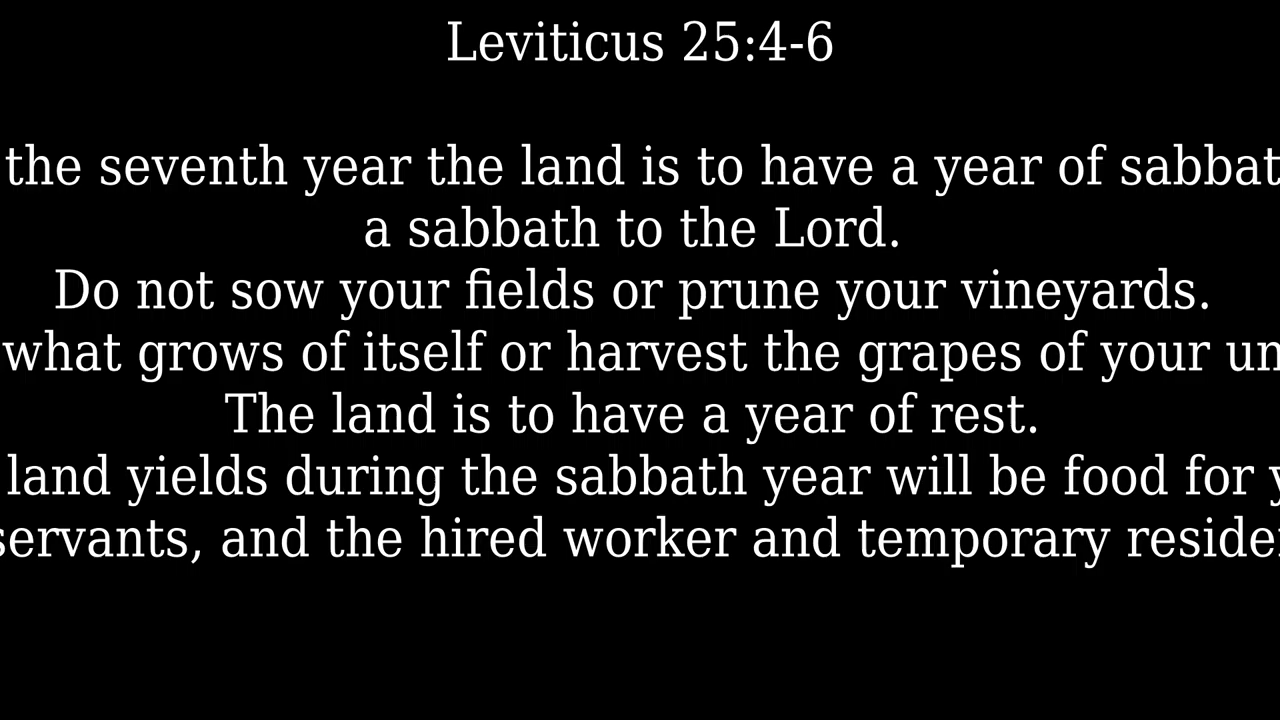 Leviticus 25:4-6
the seventh year the land is to have a year of
a sabbath to the Lord.
Do not sow your fields or prune your vineyards.
what grows of itself or harvest the grapes of your
The land is to have a year of rest.
land yields during the sabbath year will be food for
servants, and the hired worker and temporary